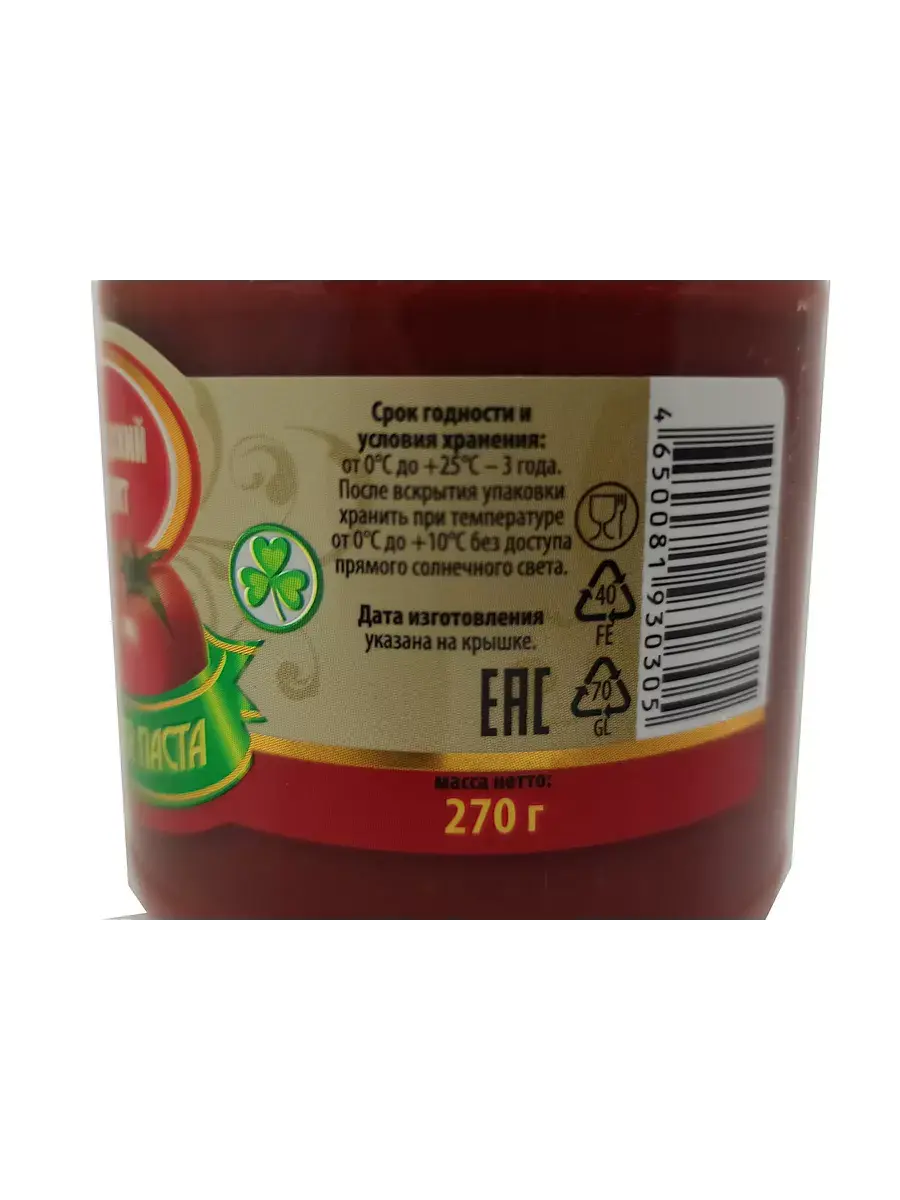 Срок годности и
условия хранения:
от 0°С до +25°С – 3 года.
После вскрытия упаковки
хранить при температуре
от 0°С до +10°С без доступа
прямого солнечного света.
Дата изготовления
указана на крышке.
EAC
40
FE
70
GL
4 650081 930305
ПАСТА
масса нетто:
270 г